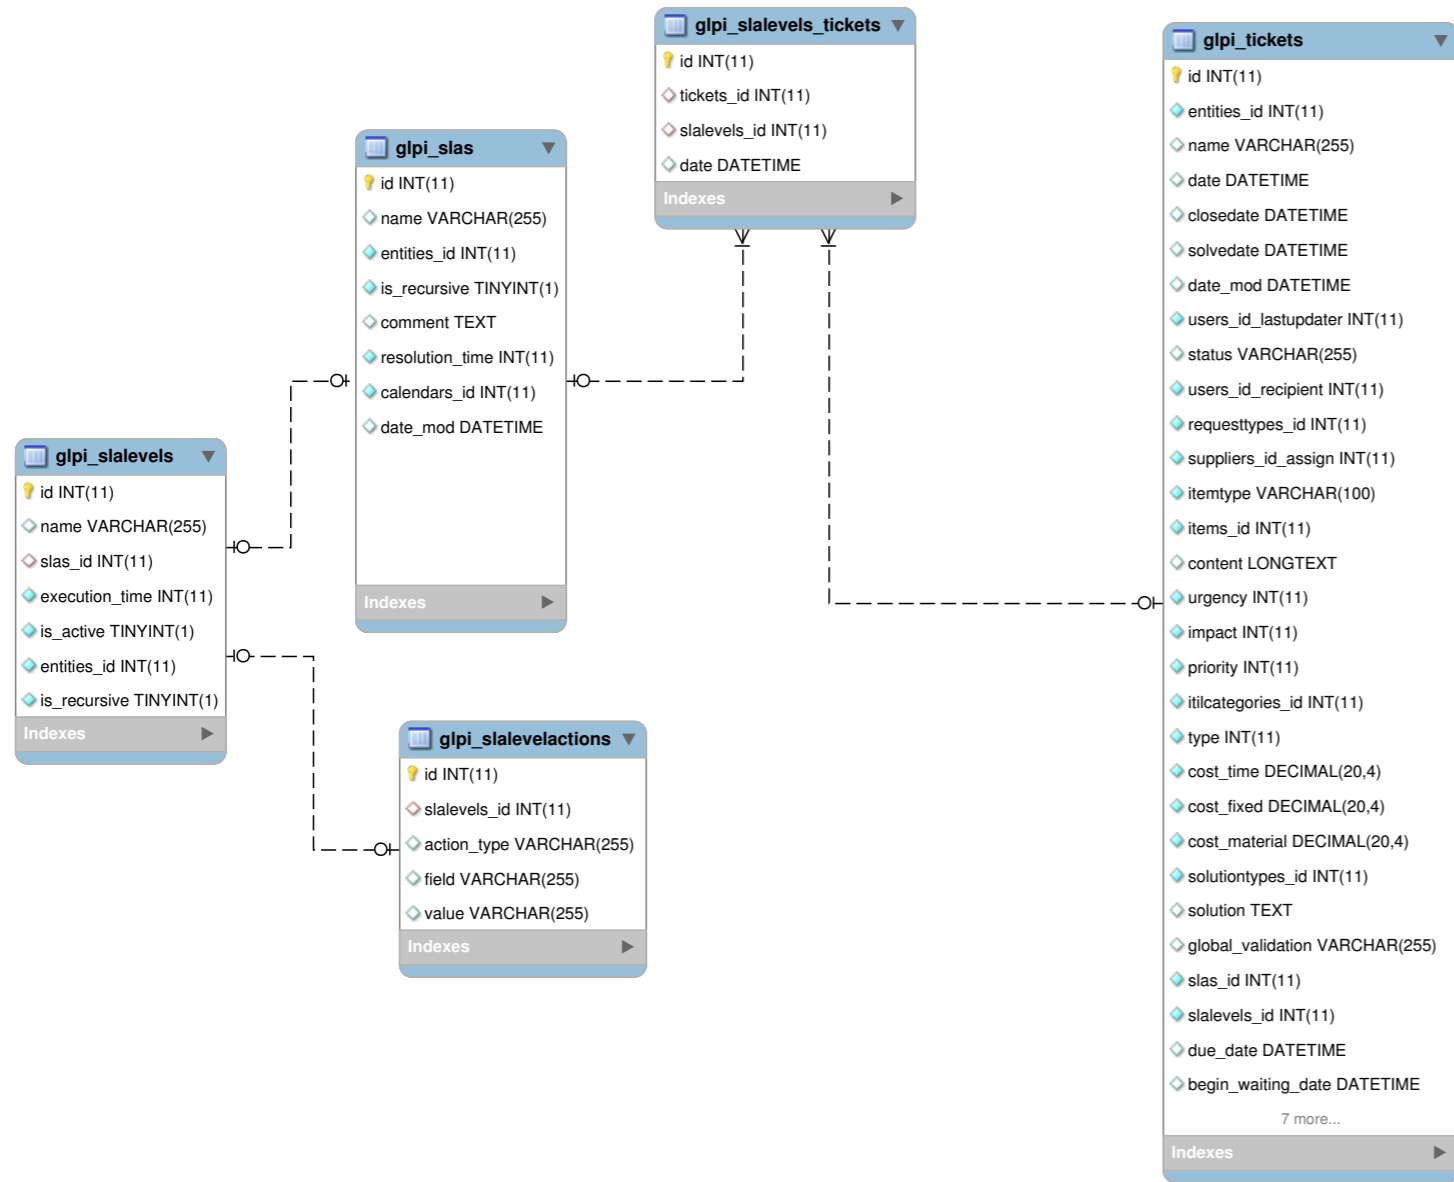 glpi_slalevels_tickets
id INT(11)
tickets_id INT(11)
slalevels_id INT(11)
date DATETIME
Indexes
glpi_tickets
id INT(11)
entities_id INT(11)
name VARCHAR(255)
date DATETIME
closedate DATETIME
solvedate DATETIME
date_mod DATETIME
users_id_lastupdater INT(11)
status VARCHAR(255)
users_id_recipient INT(11)
requesttypes_id INT(11)
suppliers_id_assign INT(11)
itemtype VARCHAR(100)
items_id INT(11)
content LONGTEXT
urgency INT(11)
impact INT(11)
priority INT(11)
itilcategories_id INT(11)
type INT(11)
cost_time DECIMAL(20,4)
cost_fixed DECIMAL(20,4)
cost_material DECIMAL(20,4)
solutiontypes_id INT(11)
solution TEXT
global_validation VARCHAR(255)
slas_id INT(11)
slalevels_id INT(11)
due_date DATETIME
begin_waiting_date DATETIME
7 more...
Indexes
glpi_slas
id INT(11)
name VARCHAR(255)
entities_id INT(11)
is_recursive TINYINT(1)
comment TEXT
resolution_time INT(11)
calendars_id INT(11)
date_mod DATETIME
Indexes
glpi_slalevels
id INT(11)
name VARCHAR(255)
slas_id INT(11)
execution_time INT(11)
is_active TINYINT(1)
entities_id INT(11)
is_recursive TINYINT(1)
Indexes
glpi_slalevelactions
id INT(11)
slalevels_id INT(11)
action_type VARCHAR(255)
field VARCHAR(255)
value VARCHAR(255)
Indexes